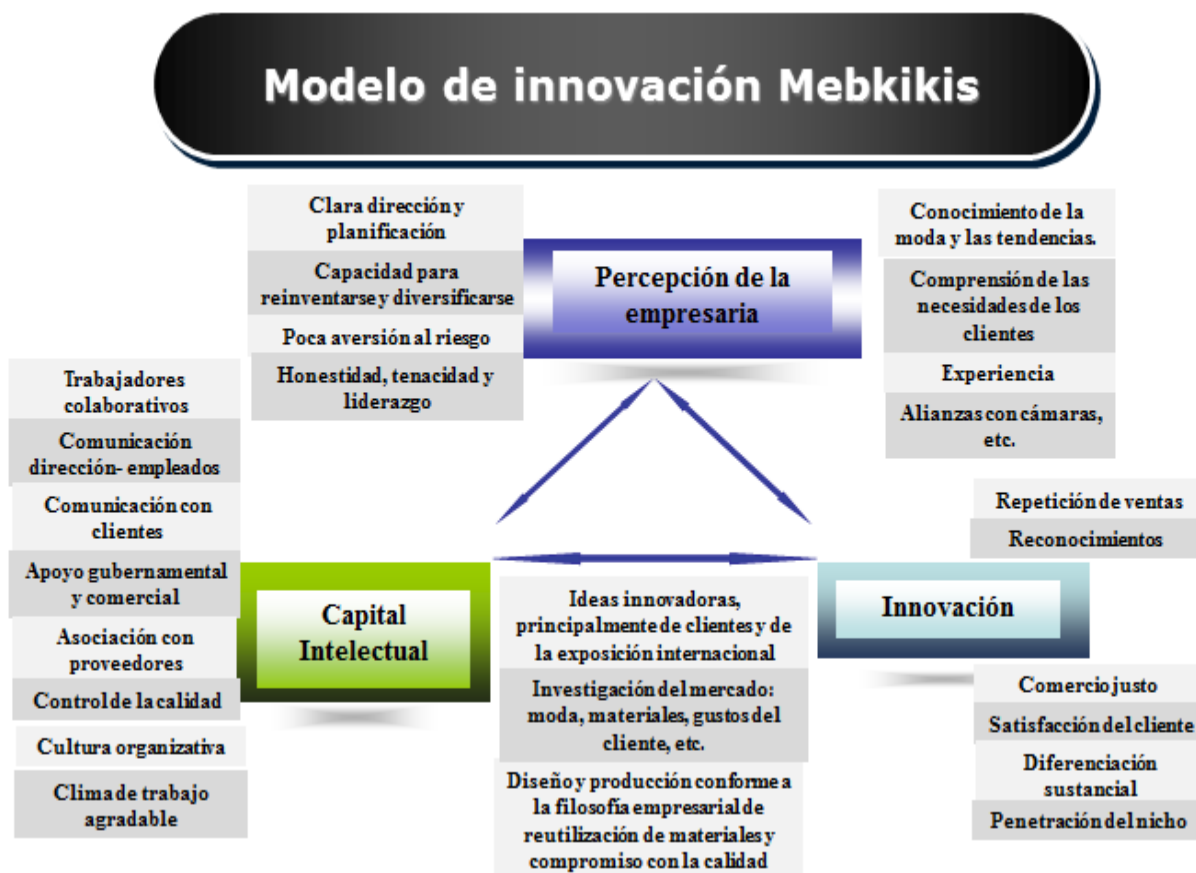 Modelo de innovación Mebkikis
Clara dirección y
planificación
Capacidad para
reinventarse y diversificarse
Poca aversión al riesgo
Honestidad, tenacidad y
liderazgo
Percepción de la
empresaria
Conocimiento de la
moda y las tendencias.
Comprensión de las
necesidades de los
clientes
Experiencia
Alianzas con cámaras,
etc.
Trabajadores
colaborativos
Comunicación
dirección- empleados
Comunicación con
clientes
Apoyo gubernamental
y comercial
Asociación con
proveedores
Control de la calidad
Cultura organizativa
Clima de trabajo
agradable
Capital
Intelectual
Ideas innovadoras,
principalmente de clientes y de
la exposición internacional
Investigación del mercado:
moda, materiales, gustos del
cliente, etc.
Diseño y producción conforme a
la filosofía empresarial de
reutilización de materiales y
compromiso con la calidad
Repetición de ventas
Reconocimientos
Innovación
Comercio justo
Satisfacción del cliente
Diferenciación
sustancial
Penetración del nicho